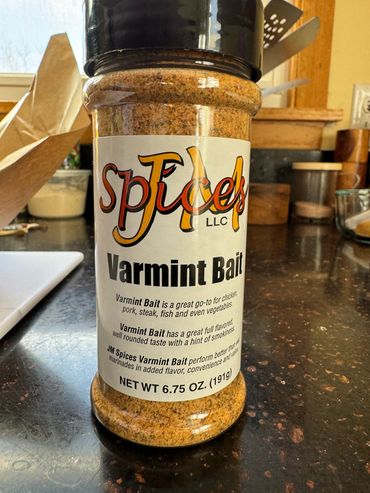 JM
Spices
LLC
Varmint Bait
Varmint Bait is a great go-to for chicken,
pork, steak, fish and even vegetables.
Varmint Bait has a great full flavored,
well rounded taste with a hint of smokiness.
JM Spices Varmint Bait perform better than
marinades in added flavor, convenience and
NET WT 6.75 OZ. (191g)